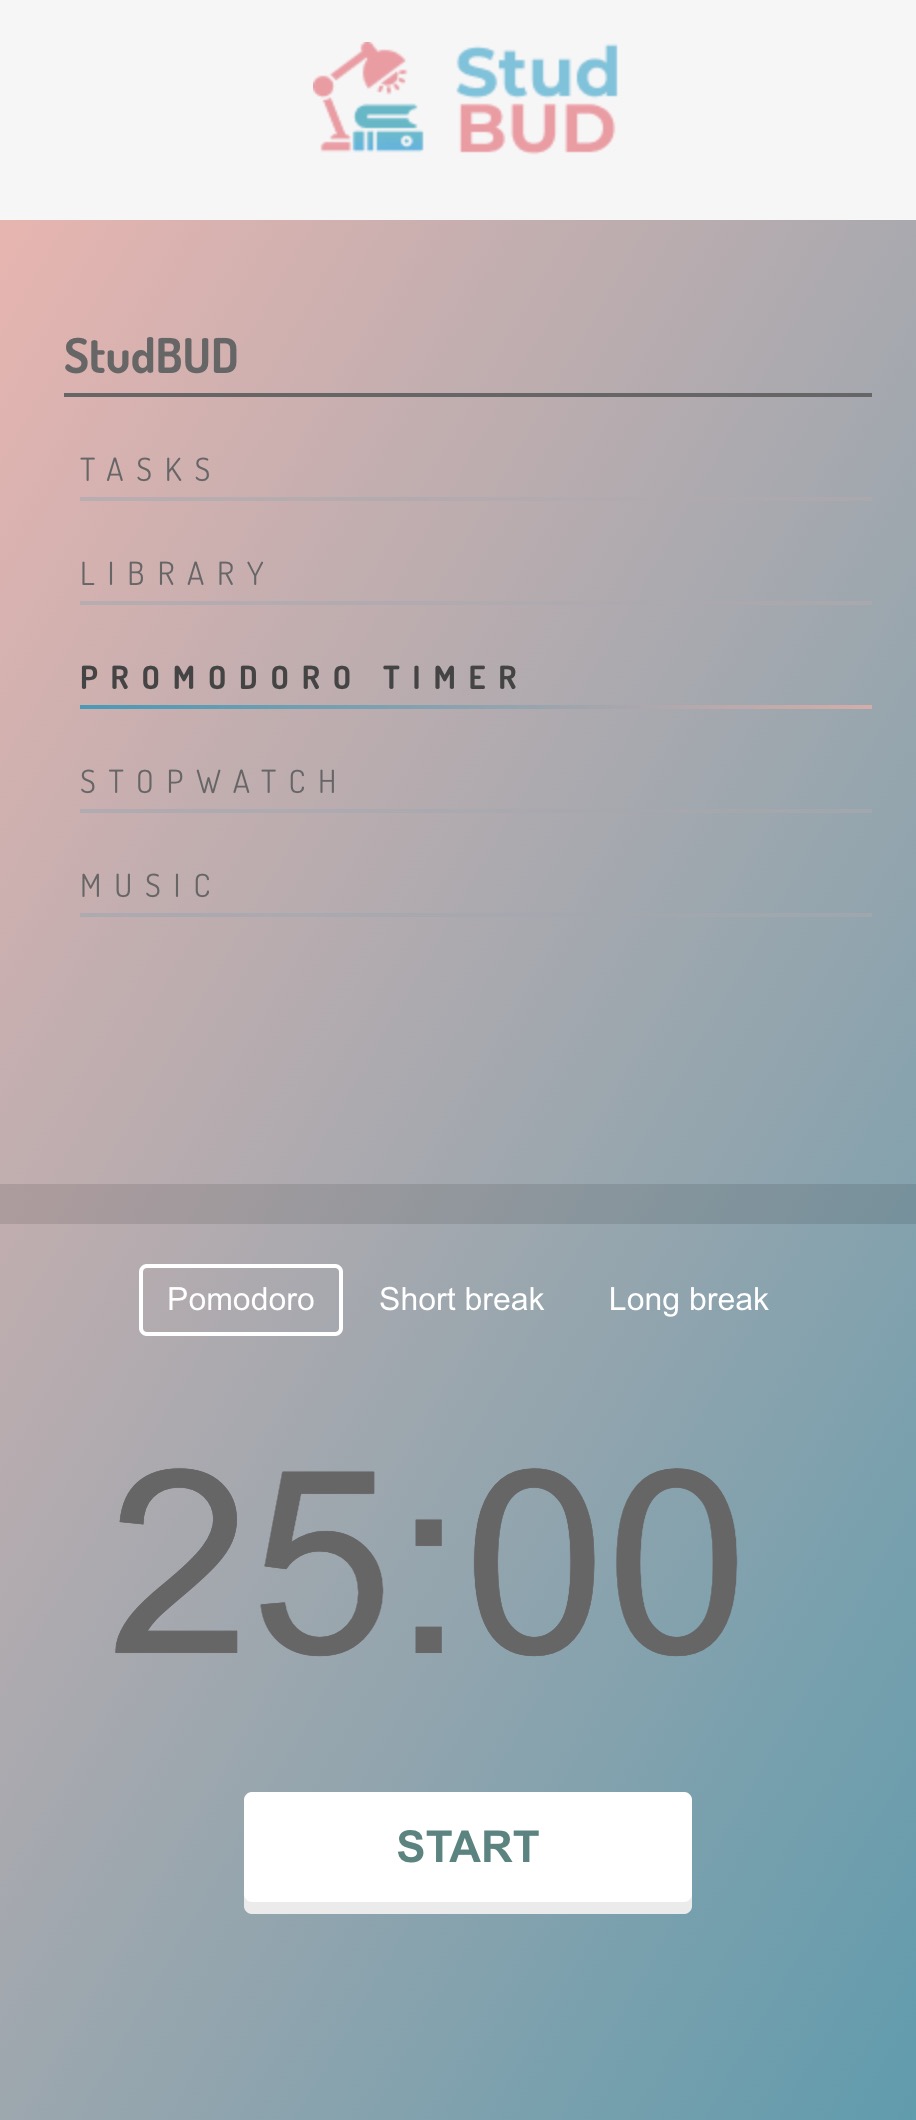 Stud
BUD
StudBUD
TASKS
LIBRARY
PROMODORO TIMER
STOPWATCH
MUSIC
Pomodoro Short break Long break
25:00
START